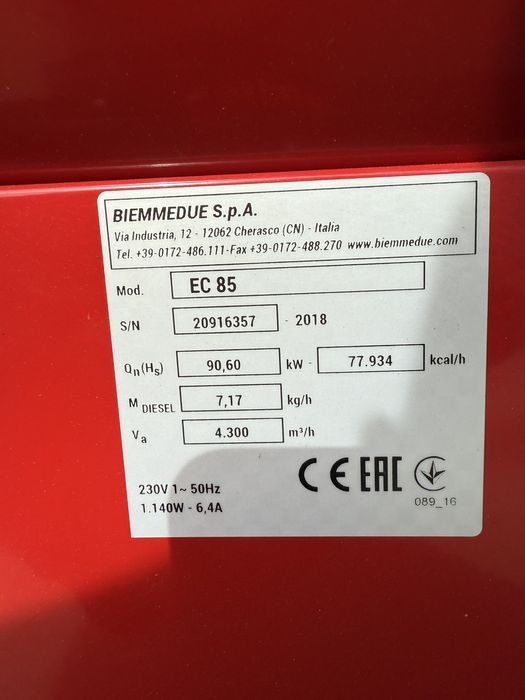 BIEMMEDUE S.p.A.
Via Industria, 12 - 12062 Cherasco (CN) - Italia
Tel. +39-0172-486.111-Fax +39-0172-488.270 www.biemmedue.com
Mod. EC 85
S/N 20916357 - 2018
Qn(Hs) 90,60 kW - 77.934 kcal/h
M DIESEL 7,17 kg/h
Va 4.300 m³/h
CE EAC
230V 1~ 50Hz
1.140W - 6,4A
089_16